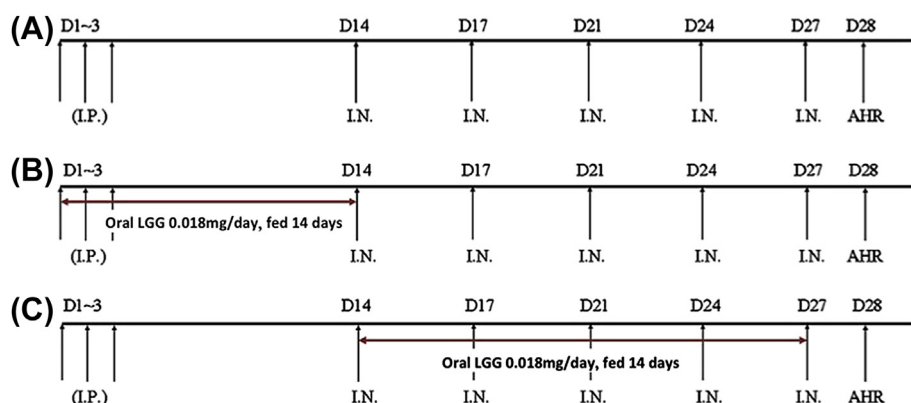 (A) D1~3 D14 D17 D21 D24 D27 D28
(I.P.) I.N. I.N. I.N. I.N. I.N. AHR
(B) D1~3 D14 D17 D21 D24 D27 D28
Oral LGG 0.018mg/day, fed 14 days
(I.P.) I.N. I.N. I.N. I.N. I.N. AHR
(C) D1~3 D14 D17 D21 D24 D27 D28
Oral LGG 0.018mg/day, fed 14 days
(I.P.) I.N. I.N. I.N. I.N. I.N. AHR